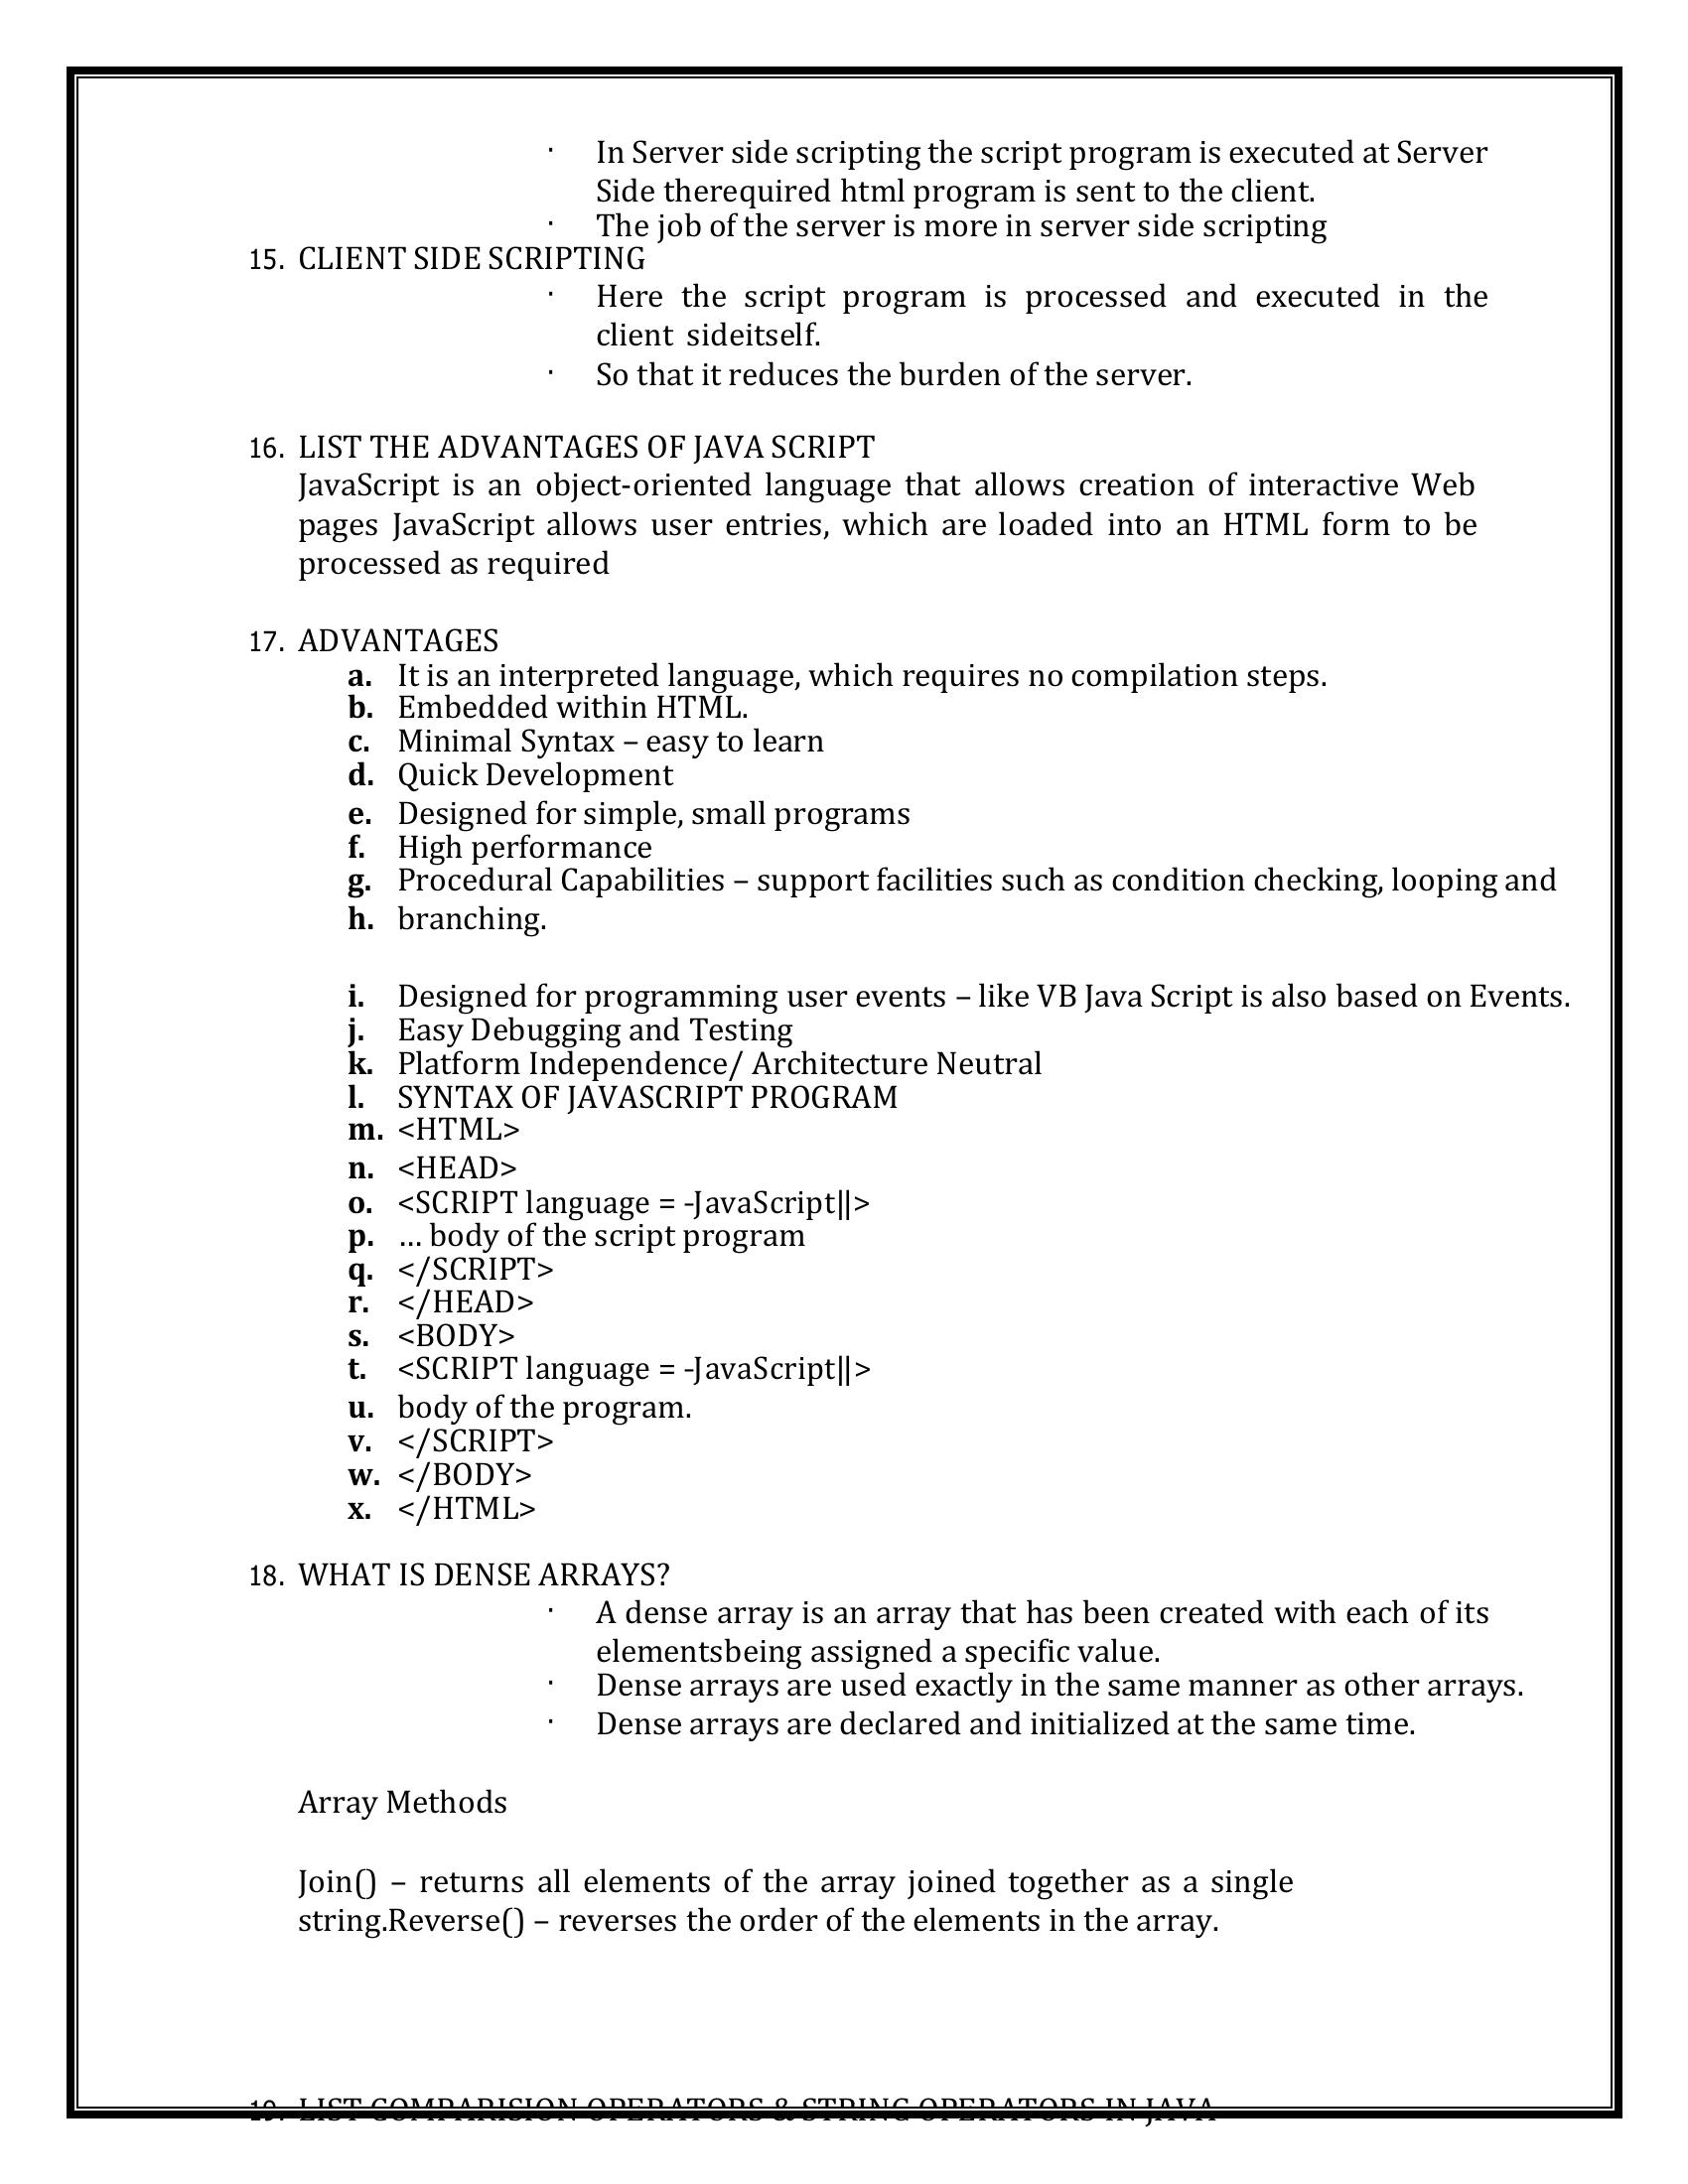 · In Server side scripting the script program is executed at Server
Side therequired html program is sent to the client.
· The job of the server is more in server side scripting
15. CLIENT SIDE SCRIPTING
· Here the script program is processed and executed in the
client sideitself.
· So that it reduces the burden of the server.
16. LIST THE ADVANTAGES OF JAVA SCRIPT
JavaScript is an object-oriented language that allows creation of interactive Web
pages JavaScript allows user entries, which are loaded into an HTML form to be
processed as required
17. ADVANTAGES
a. It is an interpreted language, which requires no compilation steps.
b. Embedded within HTML.
c. Minimal Syntax – easy to learn
d. Quick Development
e. Designed for simple, small programs
f. High performance
g. Procedural Capabilities – support facilities such as condition checking, looping and
h. branching.
i. Designed for programming user events – like VB Java Script is also based on Events.
j. Easy Debugging and Testing
k. Platform Independence/ Architecture Neutral
l. SYNTAX OF JAVASCRIPT PROGRAM
m. <HTML>
n. <HEAD>
o. <SCRIPT language = -JavaScript‖>
p. … body of the script program
q. </SCRIPT>
r. </HEAD>
s. <BODY>
t. <SCRIPT language = -JavaScript‖>
u. body of the program.
v. </SCRIPT>
w. </BODY>
x. </HTML>
18. WHAT IS DENSE ARRAYS?
· A dense array is an array that has been created with each of its
elementsbeing assigned a specific value.
· Dense arrays are used exactly in the same manner as other arrays.
· Dense arrays are declared and initialized at the same time.
Array Methods
Join() – returns all elements of the array joined together as a single
string.Reverse() – reverses the order of the elements in the array.
19. LIST COMPARISION OPERATORS & STRING OPERATORS IN JAVA